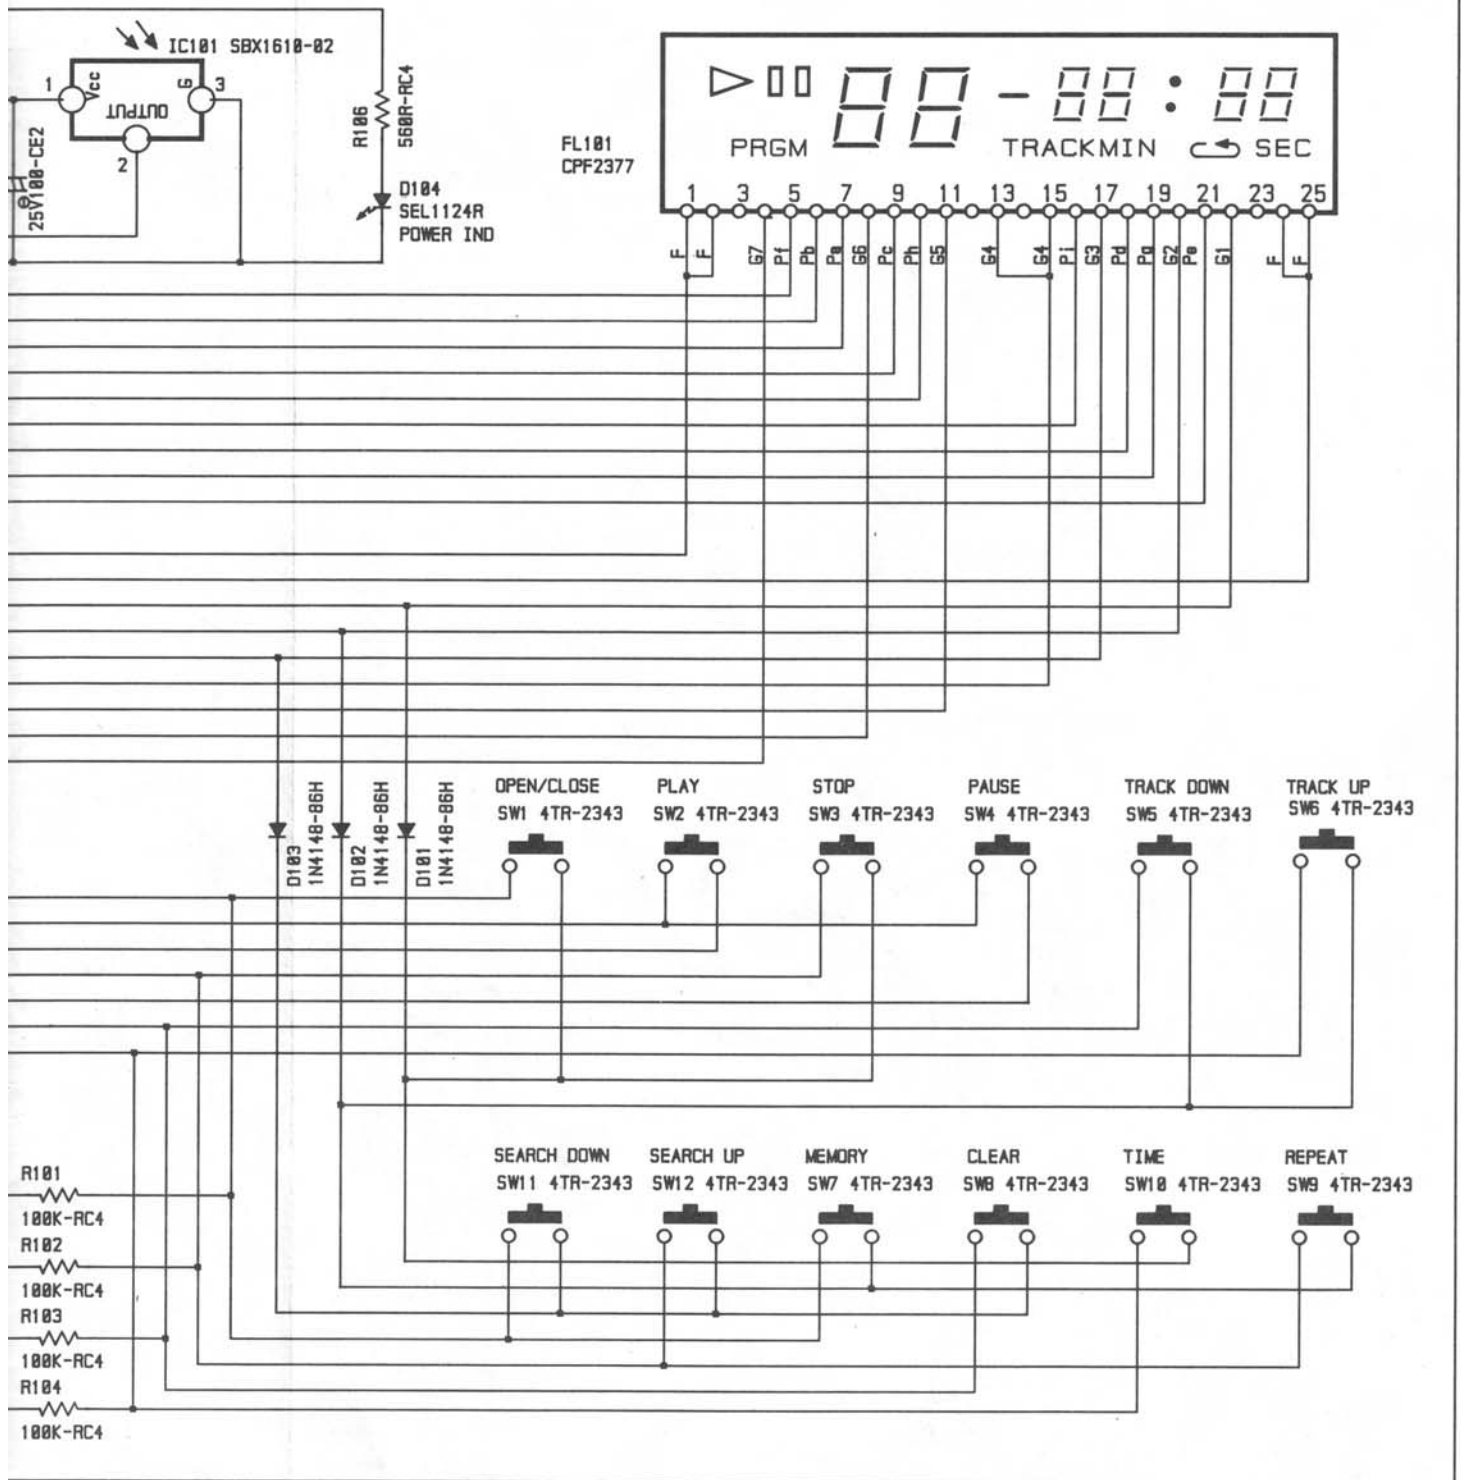 IC101 SBX1610-02
1
Vcc
G
3
OUTPUT
2
25V100-CE2
R106
560R-RC4
D104
SEL1124R
POWER IND
FL101
CPF2377
88 - 88 : 88
PRGM TRACK MIN SEC
1 3 5 7 9 11 13 15 17 19 21 23 25
F F G7 Pf Pb Pa G6 Pc Ph G5 G4 G4 Pi G3 Pd Pg G2 Pe G1 F F
D103
1N4148-86H
D102
1N4148-86H
D101
1N4148-86H
OPEN/CLOSE
SW1 4TR-2343
PLAY
SW2 4TR-2343
STOP
SW3 4TR-2343
PAUSE
SW4 4TR-2343
TRACK DOWN
SW5 4TR-2343
TRACK UP
SW6 4TR-2343
SEARCH DOWN
SW11 4TR-2343
SEARCH UP
SW12 4TR-2343
MEMORY
SW7 4TR-2343
CLEAR
SW8 4TR-2343
TIME
SW10 4TR-2343
REPEAT
SW9 4TR-2343
R101
100K-RC4
R102
100K-RC4
R103
100K-RC4
R104
100K-RC4